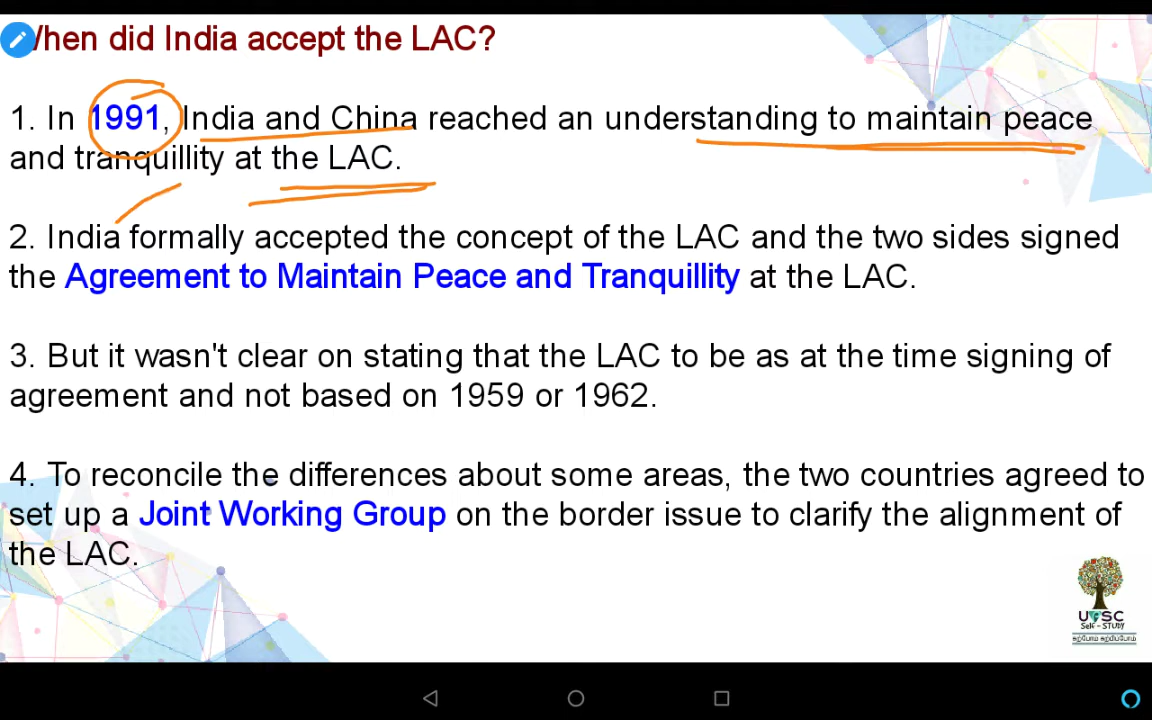 When did India accept the LAC?
1. In 1991, India and China reached an understanding to maintain peace
and tranquillity at the LAC.
2. India formally accepted the concept of the LAC and the two sides signed
the Agreement to Maintain Peace and Tranquillity at the LAC.
3. But it wasn't clear on stating that the LAC to be as at the time signing of
agreement and not based on 1959 or 1962.
4. To reconcile the differences about some areas, the two countries agreed to
set up a Joint Working Group on the border issue to clarify the alignment of
the LAC.
UPSC
Self - STUDY
கற்போம் கற்பிப்போம்